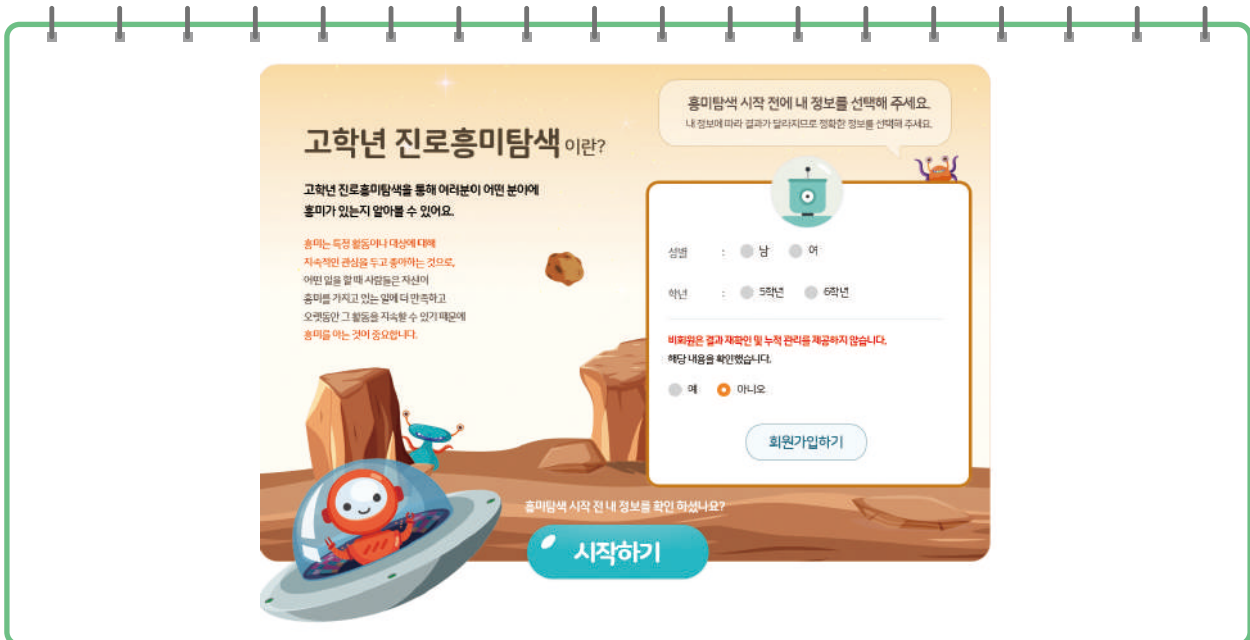 고학년 진로흥미탐색 이란?
고학년 진로흥미탐색을 통해 여러분이 어떤 분야에
흥미가 있는지 알아볼 수 있어요.
흥미는 특정 활동이나 대상에 대해
지속적인 관심을 두고 좋아하는 것으로,
어떤 일을 할 때 사람들은 자신이
흥미를 가지고 있는 일에 더 만족하고
오랫동안 그 활동을 지속할 수 있기 때문에
흥미를 아는 것이 중요합니다.
흥미탐색 시작 전에 내 정보를 선택해 주세요.
내 정보에 따라 결과가 달라지므로 정확한 정보를 선택해 주세요.
성별 : 남 여
학년 : 5학년 6학년
비회원은 결과 재확인 및 누적 관리를 제공하지 않습니다.
해당 내용을 확인했습니다.
예 아니오
회원가입하기
흥미탐색 시작 전 내 정보를 확인 하셨나요?
시작하기